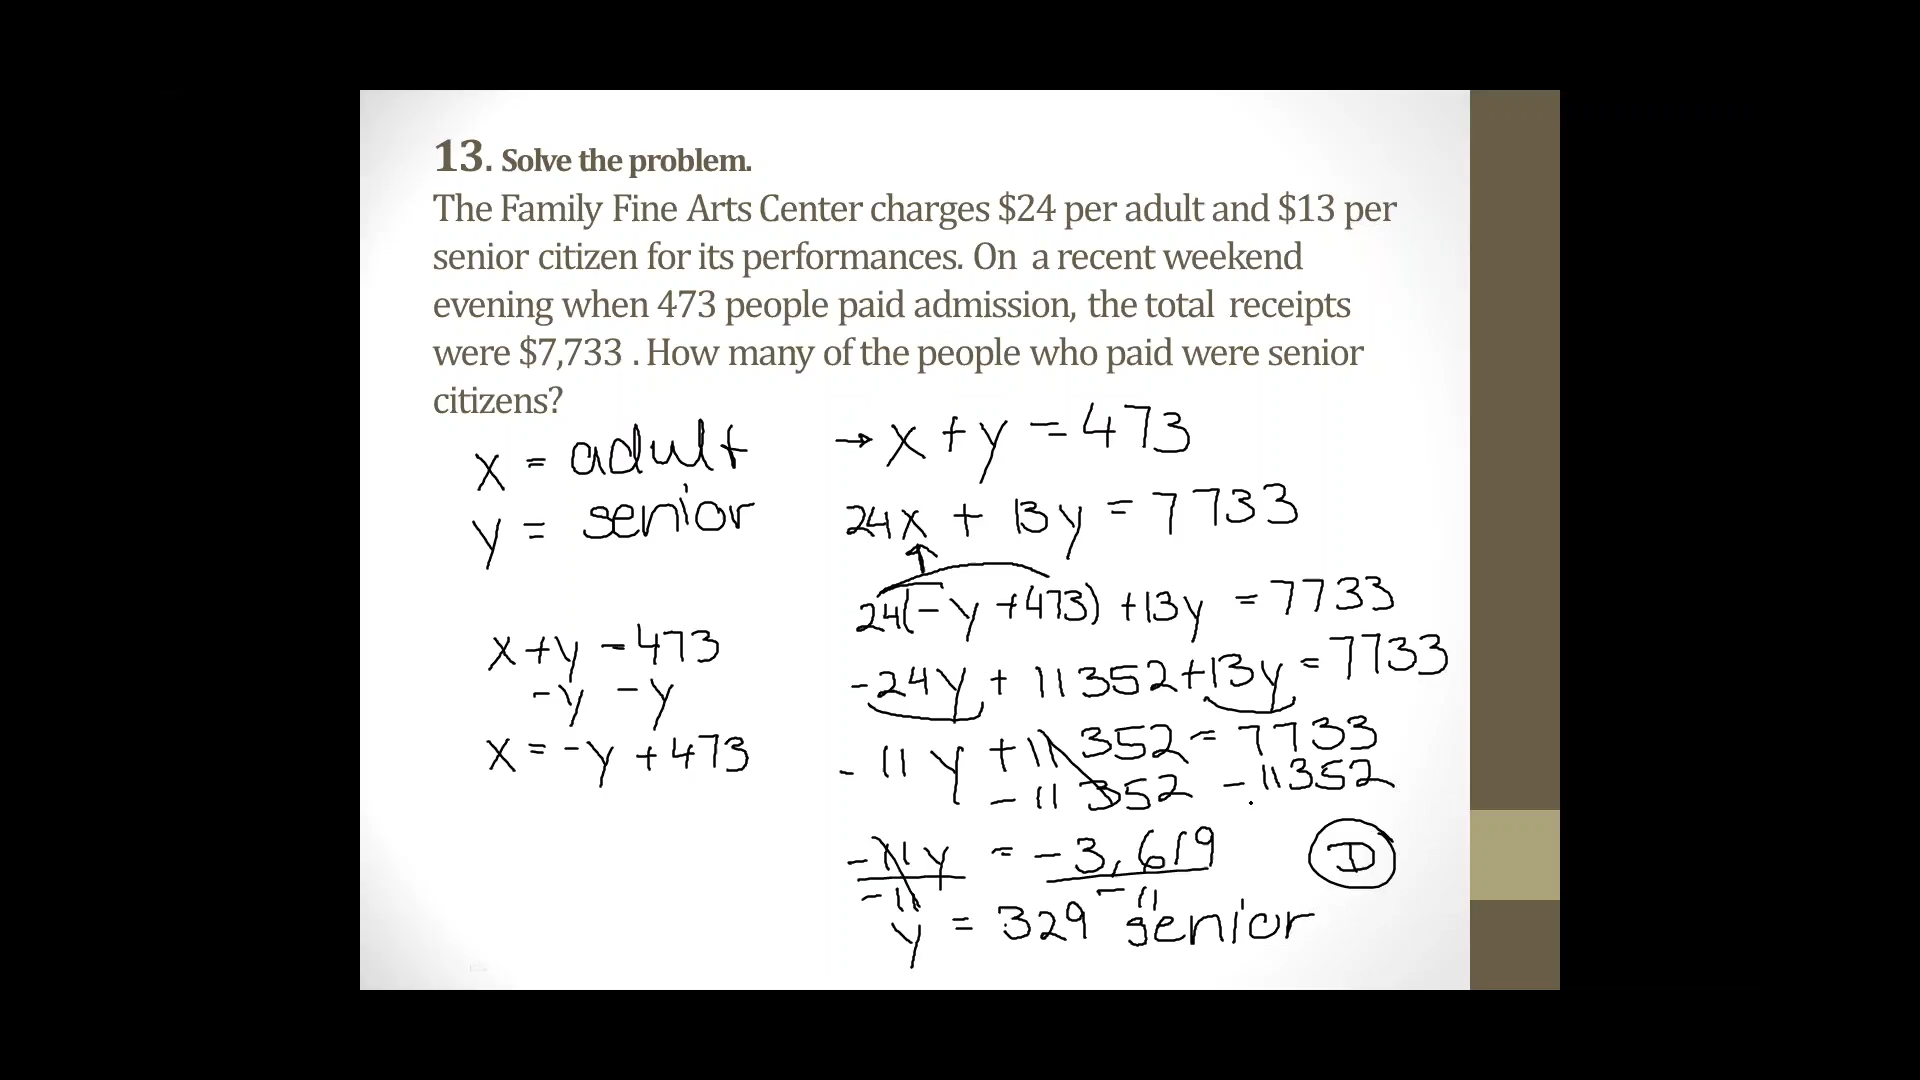 13. Solve the problem.
The Family Fine Arts Center charges $24 per adult and $13 per
senior citizen for its performances. On a recent weekend
evening when 473 people paid admission, the total receipts
were $7,733 . How many of the people who paid were senior
citizens?
x = adult
y = senior
x + y = 473
-y -y
x = -y + 473
→ x + y = 473
24x + 13y = 7733
24(-y + 473) + 13y = 7733
-24y + 11352 + 13y = 7733
-11y + 11352 = 7733
-11352 -11352
-11y = -3,619
-11 -11
y = 329 senior
D